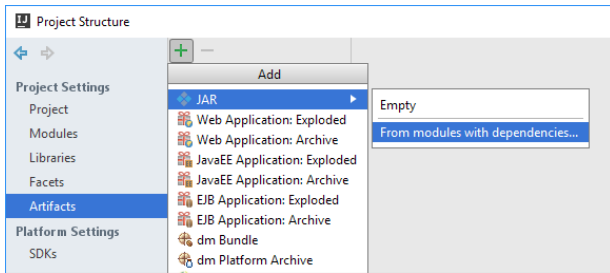 IJ Project Structure
Add
Project Settings
Project
Modules
Libraries
Facets
Artifacts
Platform Settings
SDKs
JAR
Web Application: Exploded
Web Application: Archive
JavaEE Application: Exploded
JavaEE Application: Archive
EJB Application: Exploded
EJB Application: Archive
dm Bundle
dm Platform Archive
Empty
From modules with dependencies...